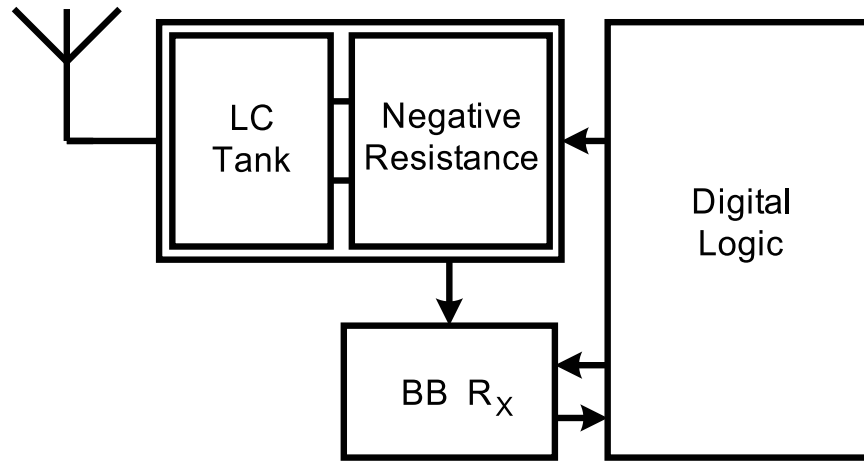 LC
Tank
Negative
Resistance
Digital
Logic
BB R_X